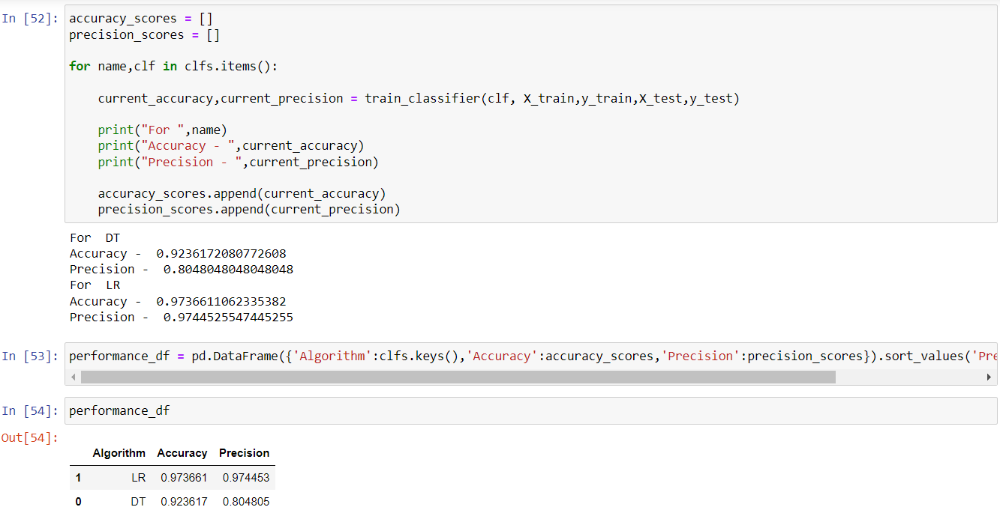 In [52]: accuracy_scores = []
precision_scores = []
for name,clf in clfs.items():
current_accuracy,current_precision = train_classifier(clf, X_train,y_train,X_test,y_test)
print("For ",name)
print("Accuracy - ",current_accuracy)
print("Precision - ",current_precision)
accuracy_scores.append(current_accuracy)
precision_scores.append(current_precision)
For  DT
Accuracy -  0.9236172080772608
Precision -  0.8048048048048048
For  LR
Accuracy -  0.9736611062335382
Precision -  0.9744525547445255
In [53]: performance_df = pd.DataFrame({'Algorithm':clfs.keys(),'Accuracy':accuracy_scores,'Precision':precision_scores}).sort_values('Pre
In [54]: performance_df
Out[54]:
Algorithm Accuracy Precision
1 LR 0.973661 0.974453
0 DT 0.923617 0.804805